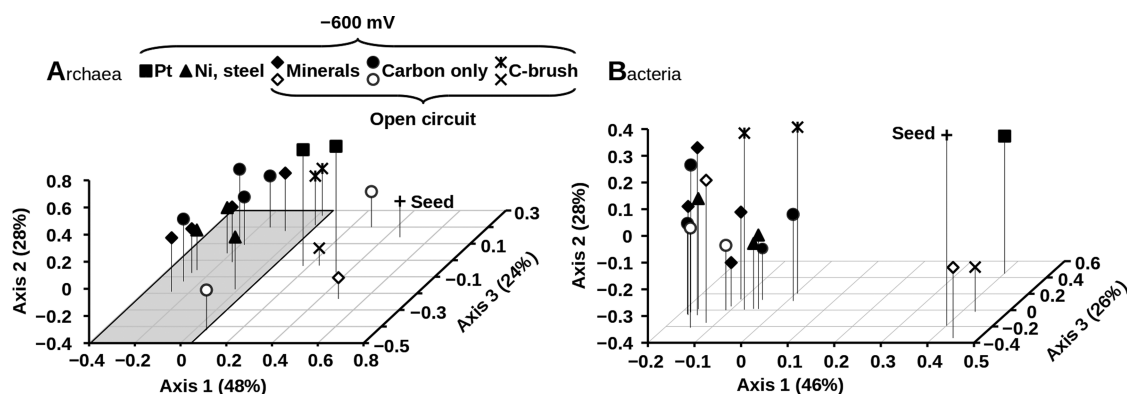 −600 mV
Archaea
Pt Ni, steel Minerals Carbon only C-brush
Open circuit
Bacteria
0.8
0.6
0.4
0.2
0
−0.2
−0.4
Axis 2 (28%)
−0.4 −0.2 0 0.2 0.4 0.6 0.8
Axis 1 (48%)
0.3
0.1
−0.1
−0.3
−0.5
Axis 3 (24%)
Seed
0.4
0.3
0.2
0.1
0
−0.1
−0.2
−0.3
−0.4
Axis 2 (28%)
−0.2 −0.1 0 0.1 0.2 0.3 0.4 0.5
Axis 1 (46%)
0.6
0.4
0.2
0
−0.2
−0.4
Axis 3 (26%)
Seed